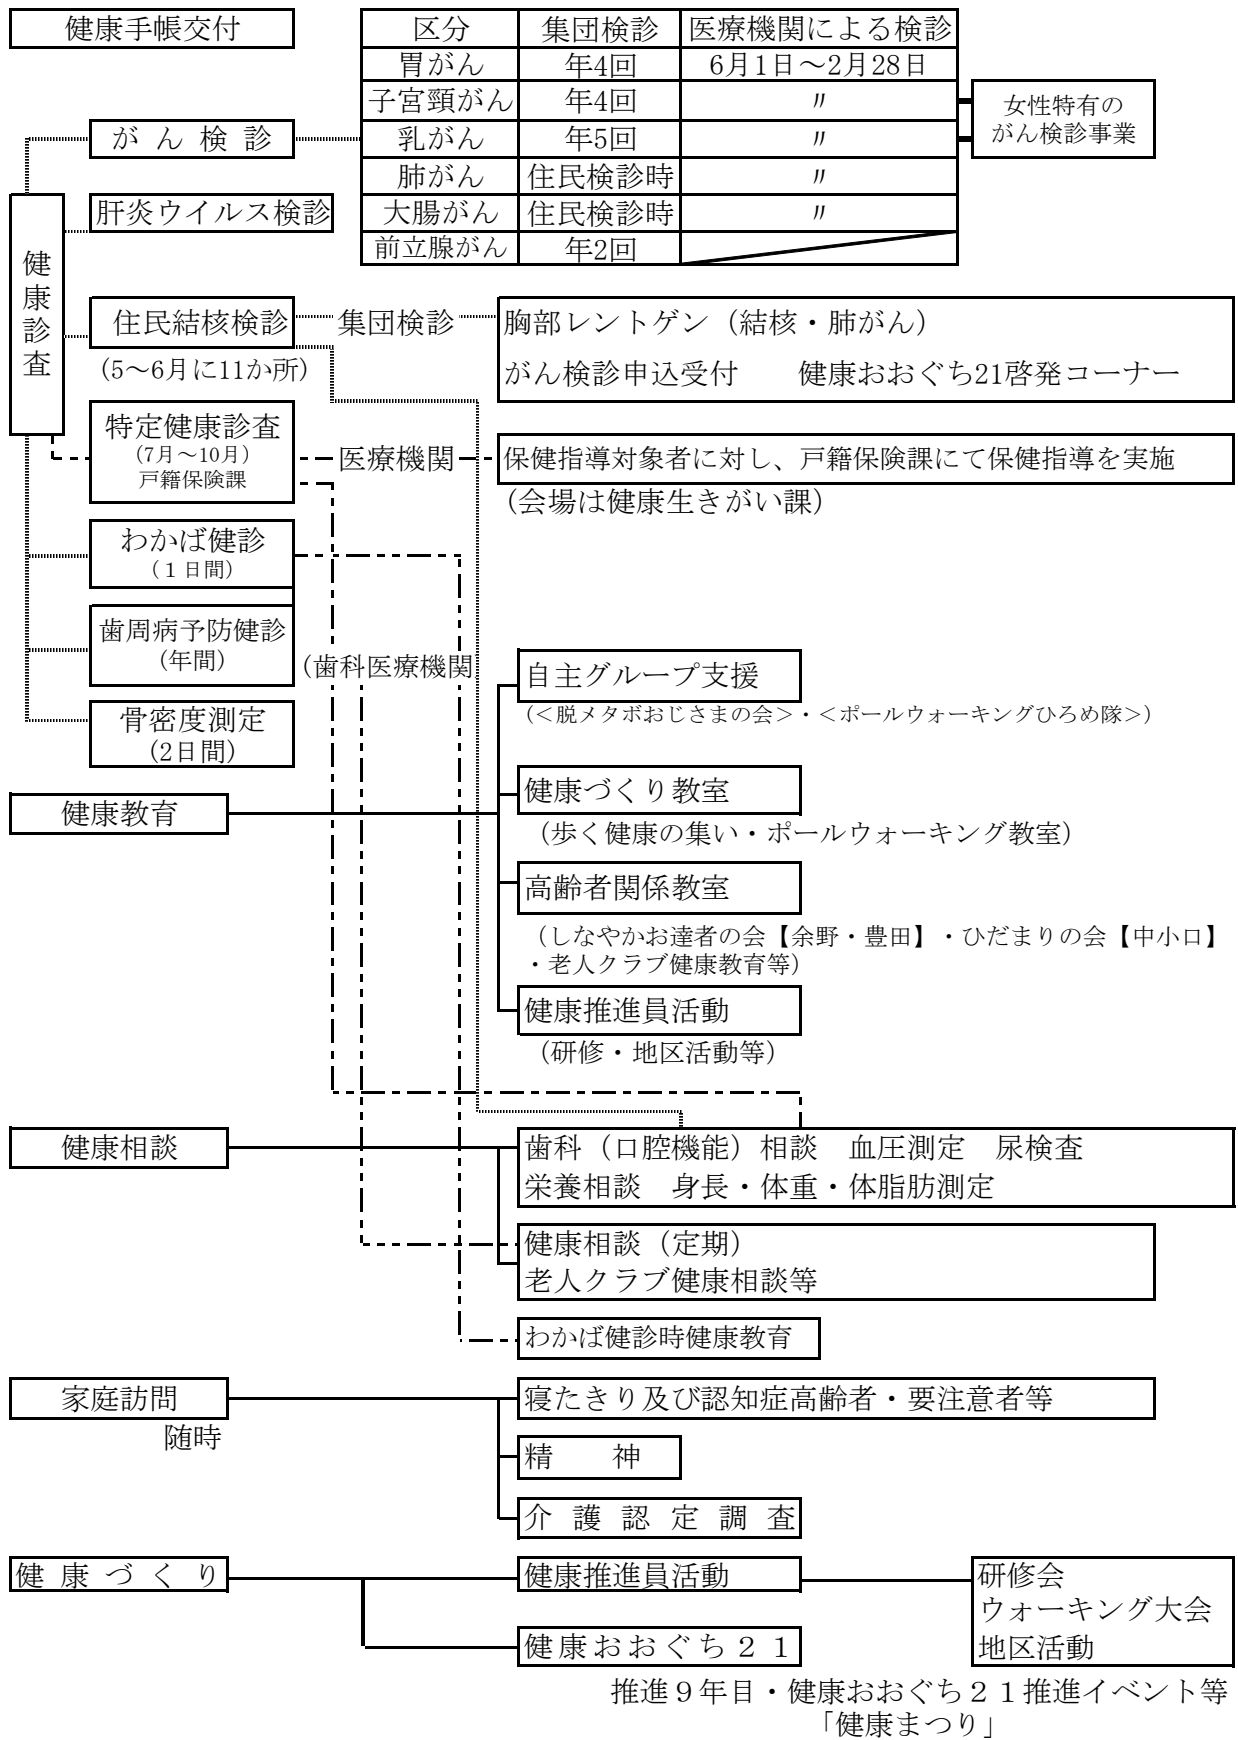 健康手帳交付
区分 集団検診 医療機関による検診
胃がん 年4回 6月1日～2月28日
子宮頸がん 年4回 〃
乳がん 年5回 〃
肺がん 住民検診時 〃
大腸がん 住民検診時 〃
前立腺がん 年2回
女性特有の
がん検診事業
がん検診
肝炎ウイルス検診
健康診査
住民結核検診
(5～6月に11か所)
集団検診
胸部レントゲン（結核・肺がん）
がん検診申込受付　　健康おおぐち21啓発コーナー
特定健康診査
（7月～10月）
戸籍保険課
医療機関
保健指導対象者に対し、戸籍保険課にて保健指導を実施
(会場は健康生きがい課)
わかば健診
（１日間）
歯周病予防健診
(年間)
(歯科医療機関
骨密度測定
(2日間)
自主グループ支援
（＜脱メタボおじさまの会＞・＜ポールウォーキングひろめ隊＞）
健康教育
健康づくり教室
（歩く健康の集い・ポールウォーキング教室）
高齢者関係教室
（しなやかお達者の会【余野・豊田】・ひだまりの会【中小口】
・老人クラブ健康教育等）
健康推進員活動
（研修・地区活動等）
健康相談
歯科（口腔機能）相談　血圧測定　尿検査
栄養相談　身長・体重・体脂肪測定
健康相談（定期）
老人クラブ健康相談等
わかば健診時健康教育
家庭訪問
随時
寝たきり及び認知症高齢者・要注意者等
精　　神
介護認定調査
健康づくり
健康推進員活動
研修会
ウォーキング大会
地区活動
健康おおぐち２１
推進９年目・健康おおぐち２１推進イベント等
「健康まつり」